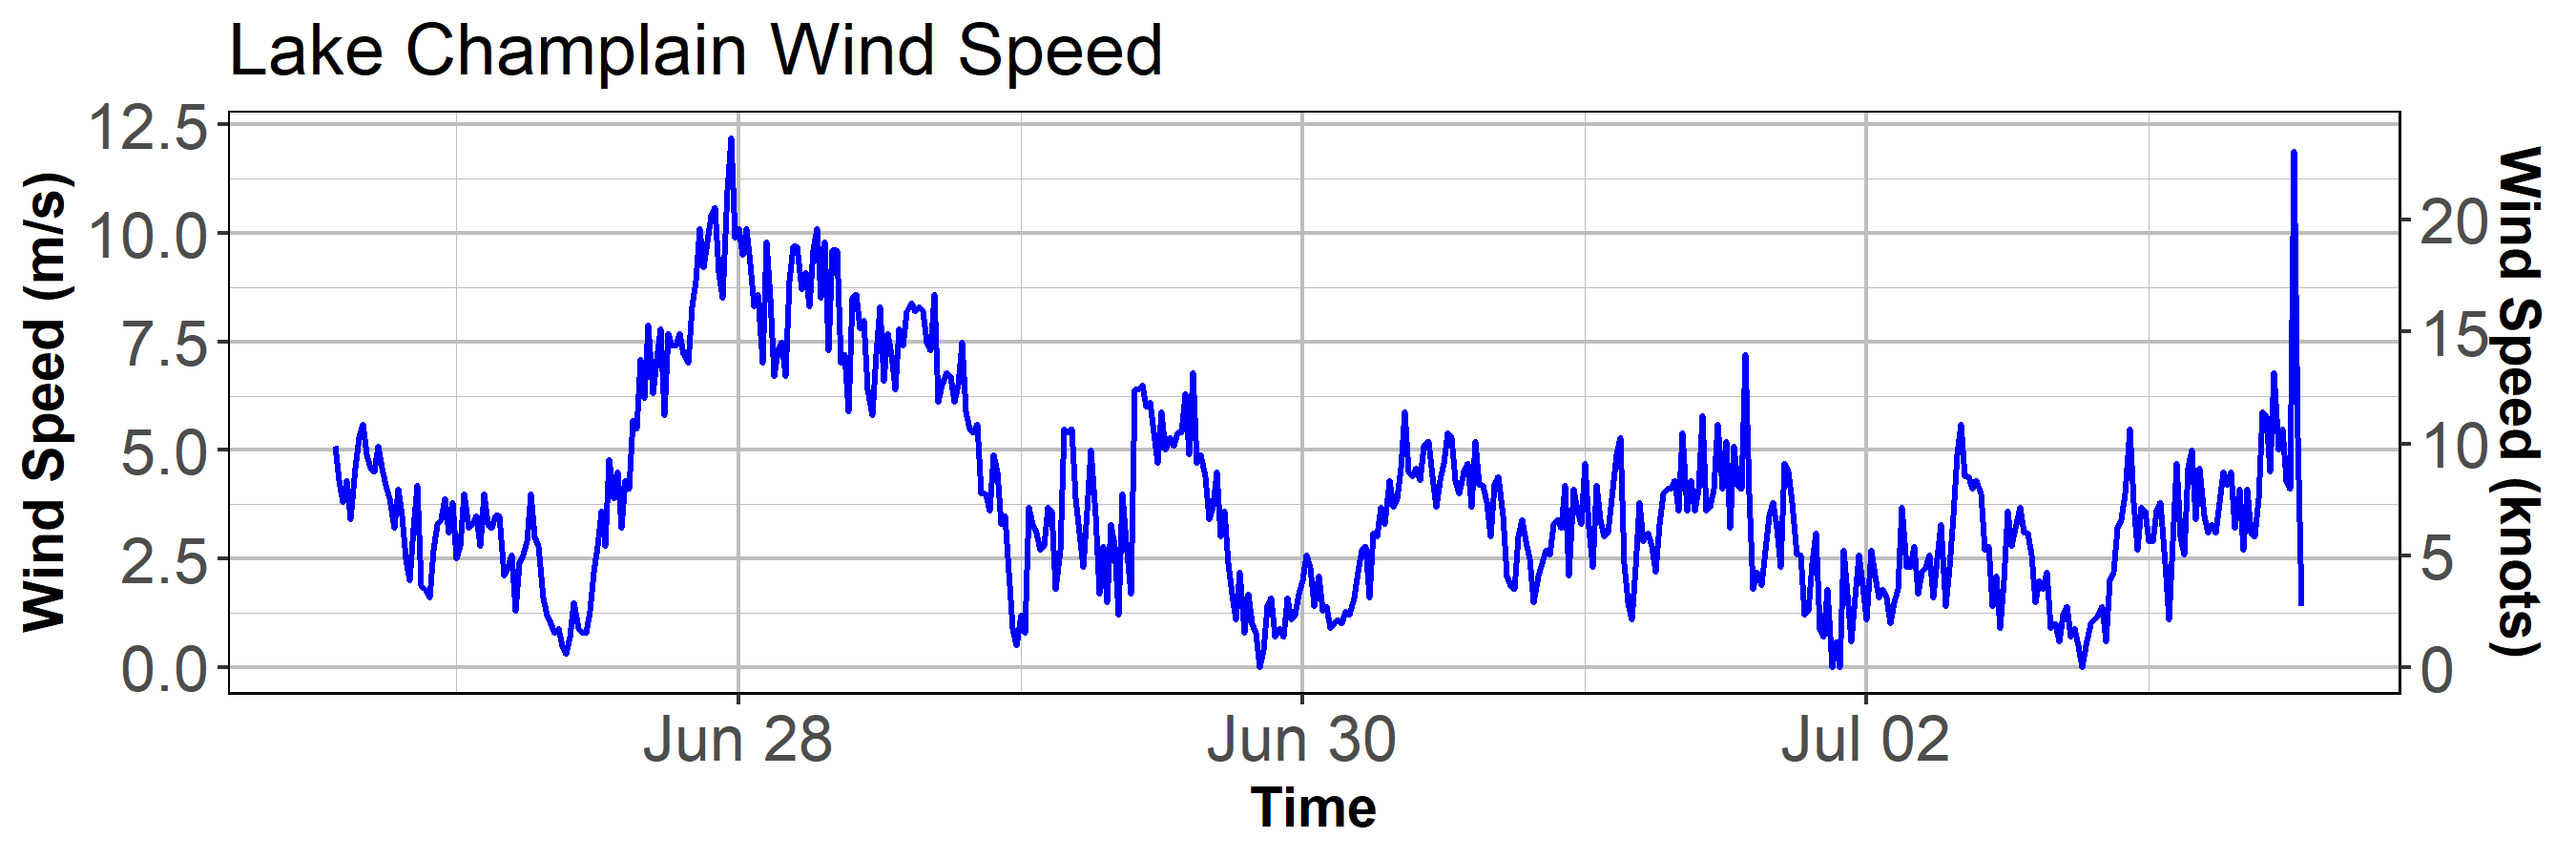 Lake Champlain Wind Speed
Wind Speed (m/s)
12.5
10.0
7.5
5.0
2.5
0.0
20
15
10
5
0
Wind Speed (knots)
Jun 28
Jun 30
Jul 02
Time